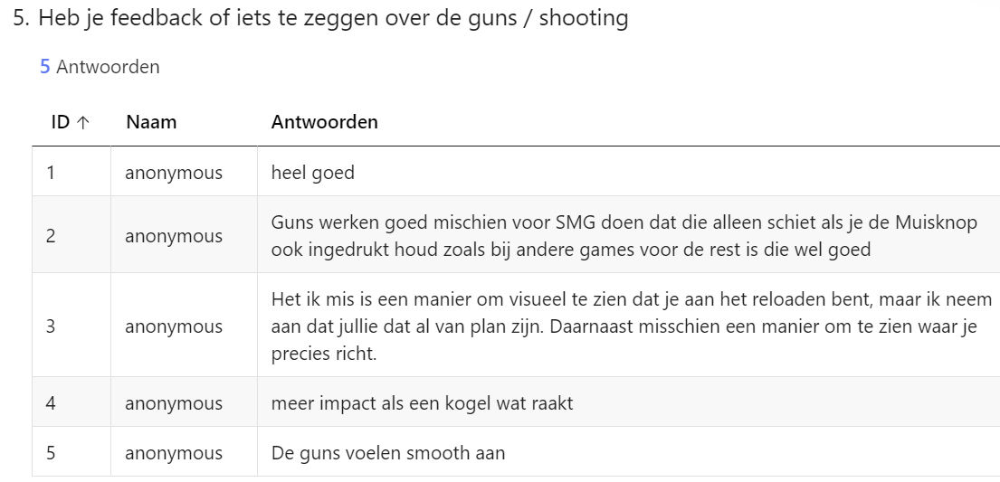 5. Heb je feedback of iets te zeggen over de guns / shooting
5 Antwoorden
ID ↑ Naam Antwoorden
1 anonymous heel goed
2 anonymous Guns werken goed mischien voor SMG doen dat die alleen schiet als je de Muisknop
ook ingedrukt houd zoals bij andere games voor de rest is die wel goed
3 anonymous Het ik mis is een manier om visueel te zien dat je aan het reloaden bent, maar ik neem
aan dat jullie dat al van plan zijn. Daarnaast misschien een manier om te zien waar je
precies richt.
4 anonymous meer impact als een kogel wat raakt
5 anonymous De guns voelen smooth aan